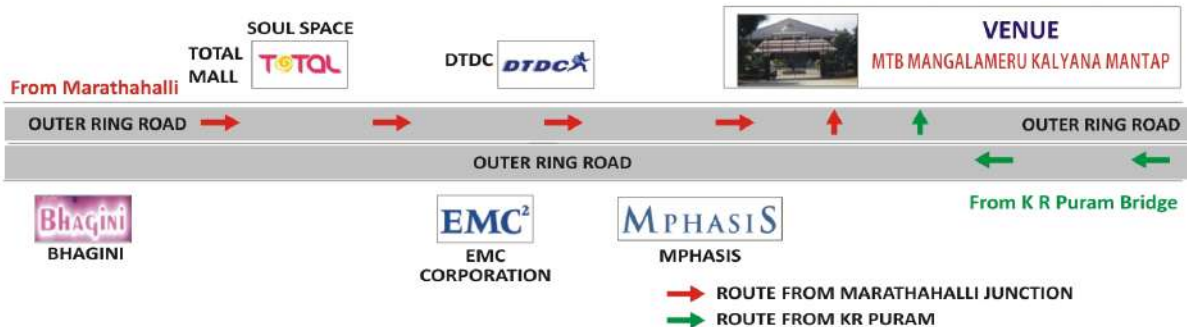 SOUL SPACE
TOTAL
MALL
TOTAL
DTDC
DTDC
VENUE
MTB MANGALAMERU KALYANA MANTAP
From Marathahalli
OUTER RING ROAD
OUTER RING ROAD
OUTER RING ROAD
From K R Puram Bridge
BHAGINI
BHAGINI
EMC²
EMC
CORPORATION
MPHASIS
MPHASIS
ROUTE FROM MARATHAHALLI JUNCTION
ROUTE FROM KR PURAM